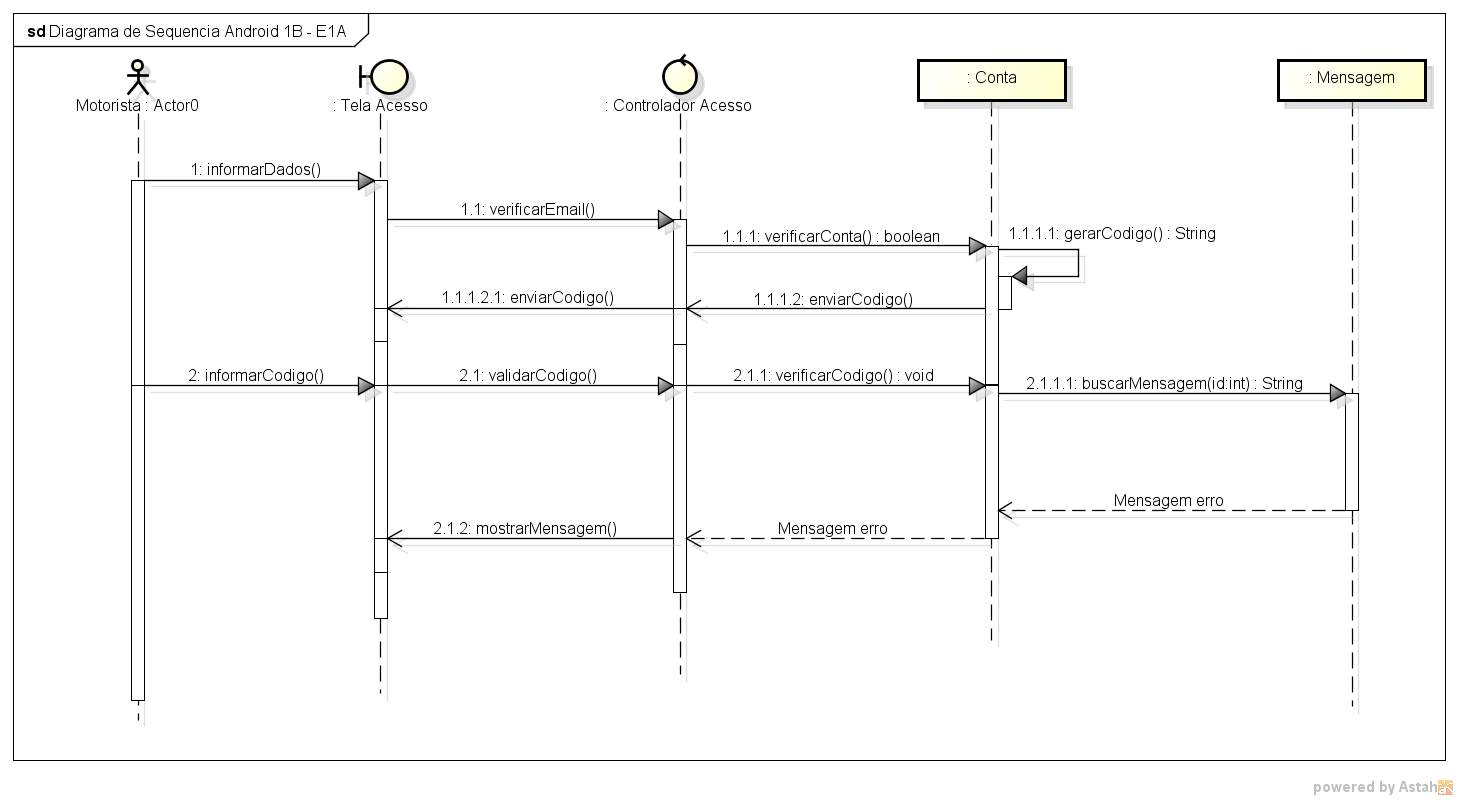 sd Diagrama de Sequencia Android 1B - E1A
Motorista : Actor0
: Tela Acesso
: Controlador Acesso
: Conta
: Mensagem
1: informarDados()
1.1: verificarEmail()
1.1.1: verificarConta() : boolean
1.1.1.1: gerarCodigo() : String
1.1.1.2.1: enviarCodigo()
1.1.1.2: enviarCodigo()
2: informarCodigo()
2.1: validarCodigo()
2.1.1: verificarCodigo() : void
2.1.1.1: buscarMensagem(id:int) : String
Mensagem erro
2.1.2: mostrarMensagem()
Mensagem erro
powered by Astah